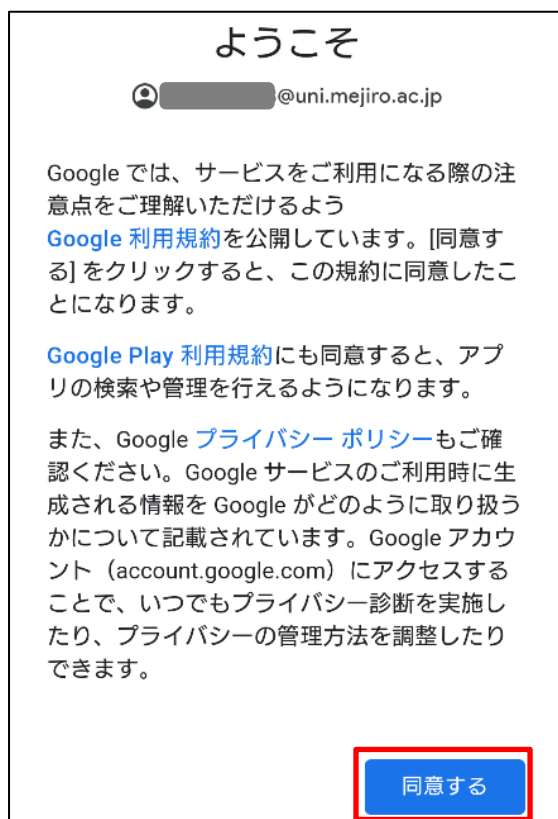 ようこそ
@uni.mejiro.ac.jp
Google では、サービスをご利用になる際の注
意点をご理解いただけるよう
Google 利用規約を公開しています。[同意す
る] をクリックすると、この規約に同意したこ
とになります。
Google Play 利用規約にも同意すると、アプ
リの検索や管理を行えるようになります。
また、Google プライバシー ポリシーもご確
認ください。Google サービスのご利用時に生
成される情報を Google がどのように取り扱う
かについて記載されています。Google アカウ
ント（account.google.com）にアクセスする
ことで、いつでもプライバシー診断を実施し
たり、プライバシーの管理方法を調整したり
できます。
同意する